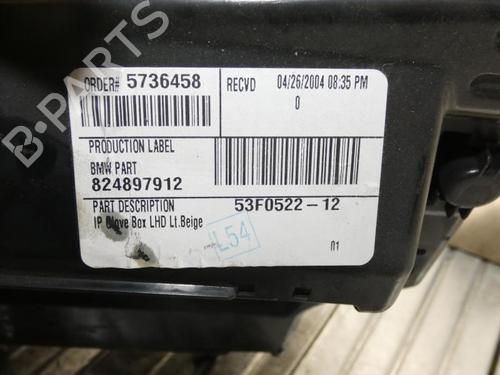 B-PARTS
ORDER# 5736458
RECVD 04/26/2004 08:35 PM
0
PRODUCTION LABEL
BMW PART
824897912
PART DESCRIPTION 53F0522-12
IP Glove Box LHD Lt.Beige
L54
01